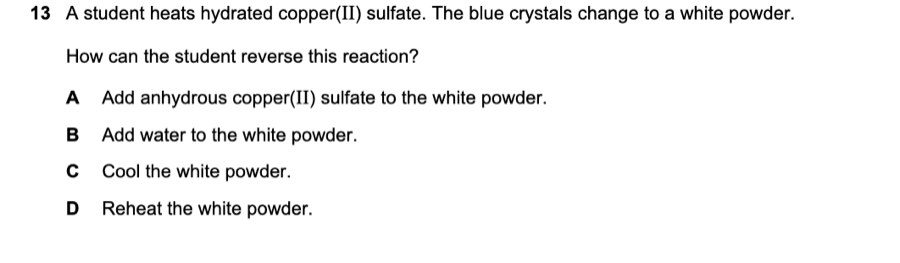 13 A student heats hydrated copper(II) sulfate. The blue crystals change to a white powder.
How can the student reverse this reaction?
A Add anhydrous copper(II) sulfate to the white powder.
B Add water to the white powder.
C Cool the white powder.
D Reheat the white powder.